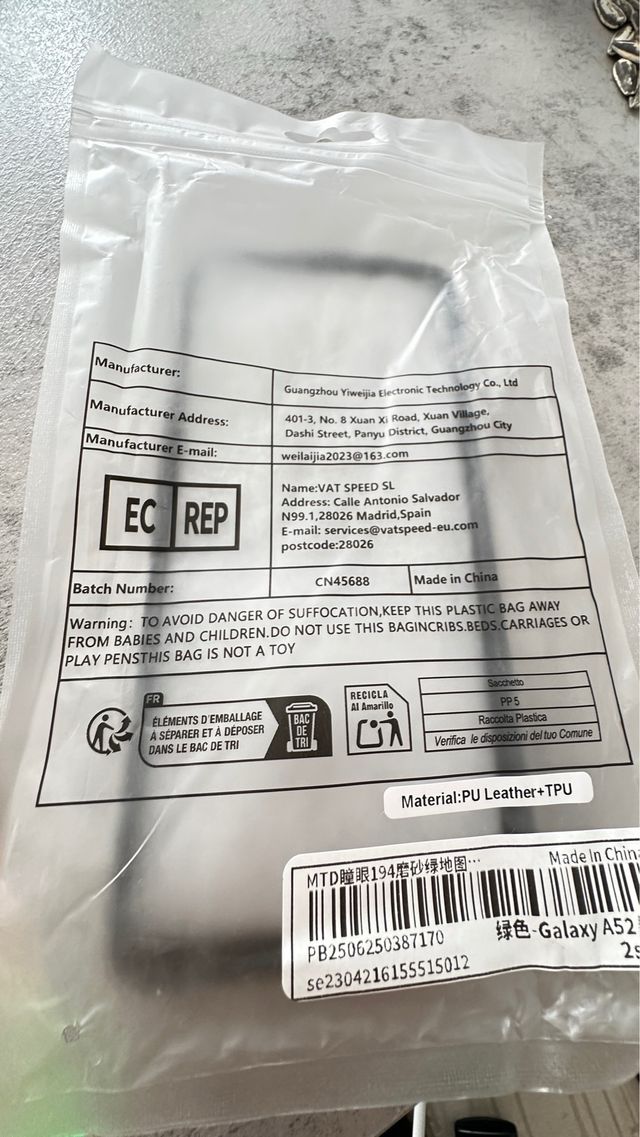 Manufacturer:
Guangzhou Yiweijia Electronic Technology Co., Ltd
Manufacturer Address:
401-3, No. 8 Xuan Xi Road, Xuan Village,
Dashi Street, Panyu District, Guangzhou City
Manufacturer E-mail:
weilaijia2023@163.com
EC REP
Name:VAT SPEED SL
Address: Calle Antonio Salvador
N99.1,28026 Madrid,Spain
E-mail: services@vatspeed-eu.com
postcode:28026
Batch Number:
CN45688
Made in China
Warning: TO AVOID DANGER OF SUFFOCATION,KEEP THIS PLASTIC BAG AWAY
FROM BABIES AND CHILDREN.DO NOT USE THIS BAGINCRIBS.BEDS.CARRIAGES OR
PLAY PENSTHIS BAG IS NOT A TOY
FR
ÉLÉMENTS D'EMBALLAGE
À SÉPARER ET À DÉPOSER
DANS LE BAC DE TRI
BAC
DE
TRI
RECICLA
Al Amarillo
Sacchetto
PP 5
Raccolta Plastica
Verifica le disposizioni del tuo Comune
Material:PU Leather+TPU
MTD瞳眼194磨砂绿地图…
Made In China
PB2506250387170
绿色-Galaxy A52
2s
se2304216155515012